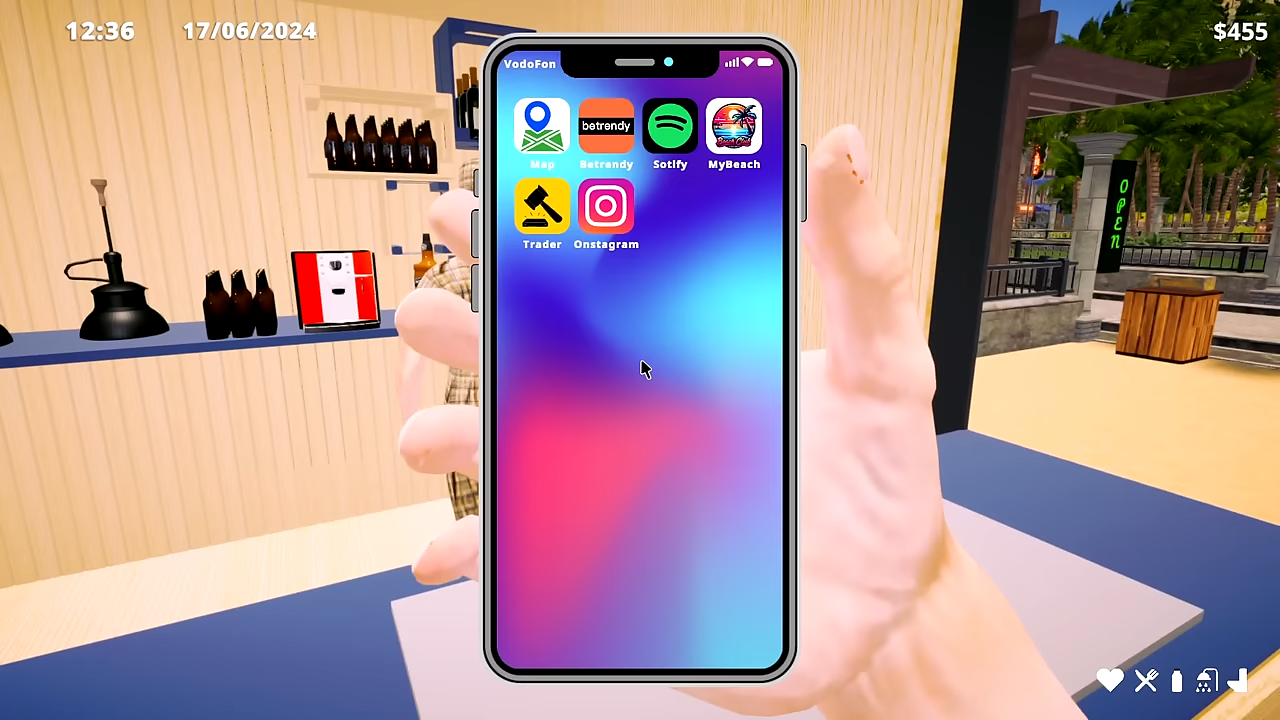 12:36 17/06/2024
$455
VodoFon
betrendy
Map Betrendy Sotify MyBeach
Trader Onstagram
OPEN